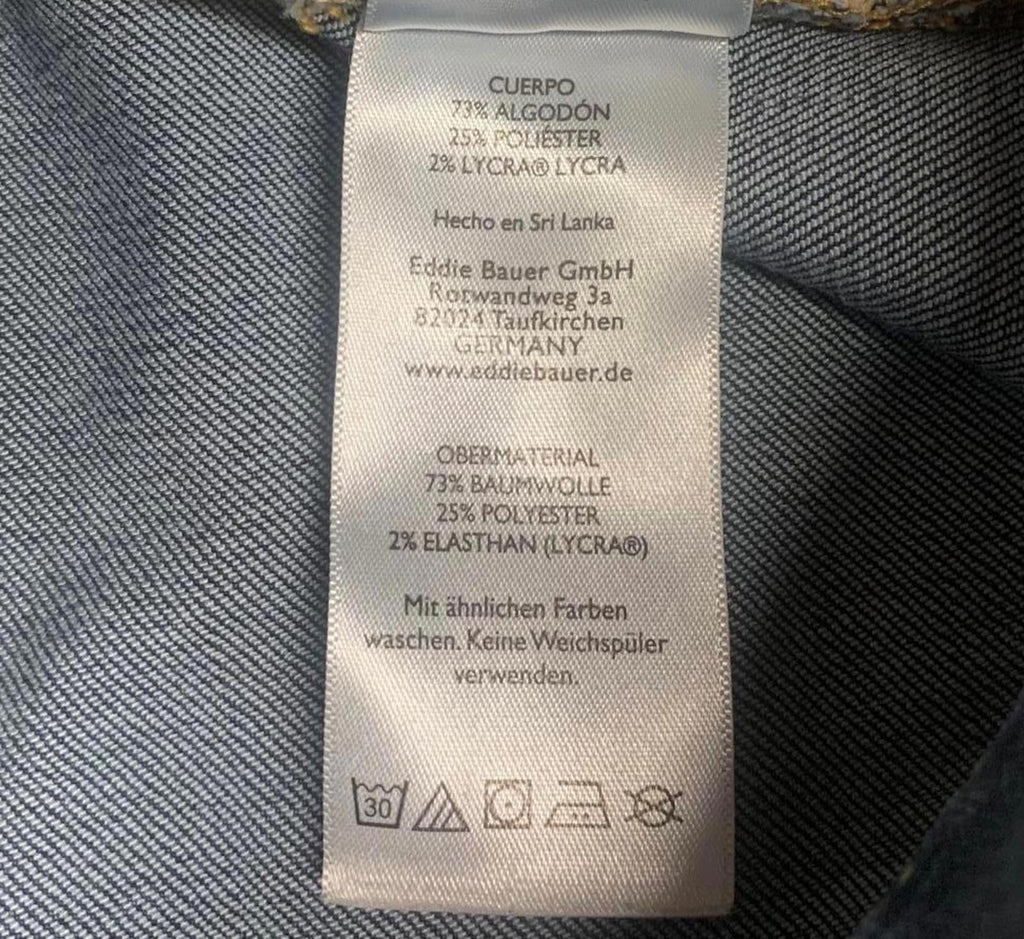 CUERPO
73% ALGODÓN
25% POLIÉSTER
2% LYCRA® LYCRA
Hecho en Sri Lanka
Eddie Bauer GmbH
Rotwandweg 3a
82024 Taufkirchen
GERMANY
www.eddiebauer.de
OBERMATERIAL
73% BAUMWOLLE
25% POLYESTER
2% ELASTHAN (LYCRA®)
Mit ähnlichen Farben
waschen. Keine Weichspüler
verwenden.
30